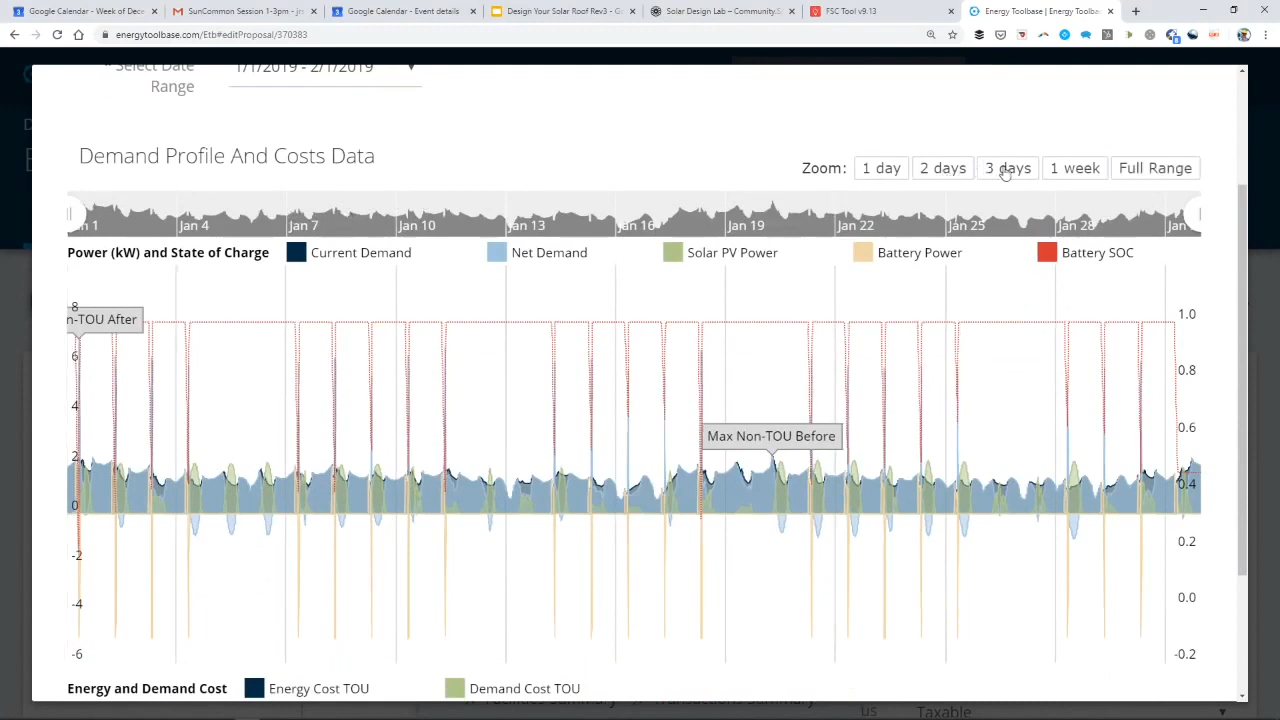 Google Calendar - Week of Dece
SunCommon Session 1-3pm - jrs
Google Calendar - Event details
Design Your Solar Roof Rev3 - Go
Solar Design Lab – Community-S
FSC Tool v9.13
Energy Toolbase | Energy Toolbas
energytoolbase.com/Etb#editProposal/370383
* Select Date
Range
1/1/2019 - 2/1/2019
Demand Profile And Costs Data
Zoom: 1 day 2 days 3 days 1 week Full Range
Jan 4 Jan 7 Jan 10 Jan 13 Jan 16 Jan 19 Jan 22 Jan 25 Jan 28 Jan
Power (kW) and State of Charge Current Demand Net Demand Solar PV Power Battery Power Battery SOC
8
n-TOU After
1.0
6
0.8
4
0.6
Max Non-TOU Before
2
0.4
0
0.2
-2
0.0
-4
-6
-0.2
Energy and Demand Cost Energy Cost TOU Demand Cost TOU
us
Taxable